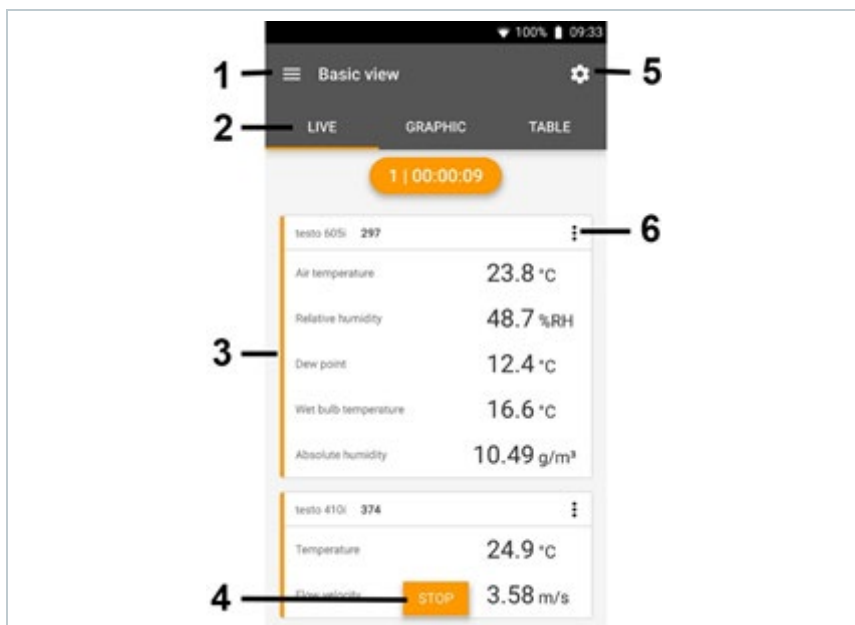 100% 09:33
1 Basic view 5
2 LIVE GRAPHIC TABLE
1 | 00:00:09
testo 605i 297 6
Air temperature 23.8 °C
Relative humidity 48.7 %RH
3
Dew point 12.4 °C
Wet bulb temperature 16.6 °C
Absolute humidity 10.49 g/m³
testo 410i 374
Temperature 24.9 °C
4 Flow velocity STOP 3.58 m/s